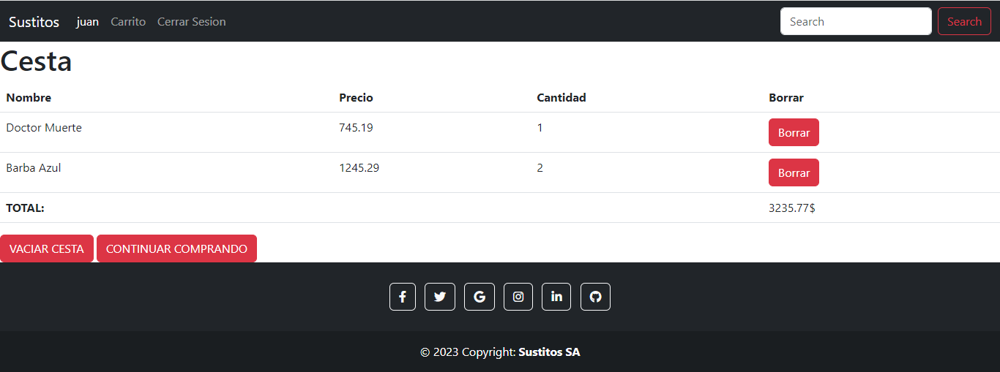 Sustitos juan Carrito Cerrar Sesion Search Search
Cesta
Nombre Precio Cantidad Borrar
Doctor Muerte 745.19 1 Borrar
Barba Azul 1245.29 2 Borrar
TOTAL: 3235.77$
VACIAR CESTA CONTINUAR COMPRANDO
© 2023 Copyright: Sustitos SA